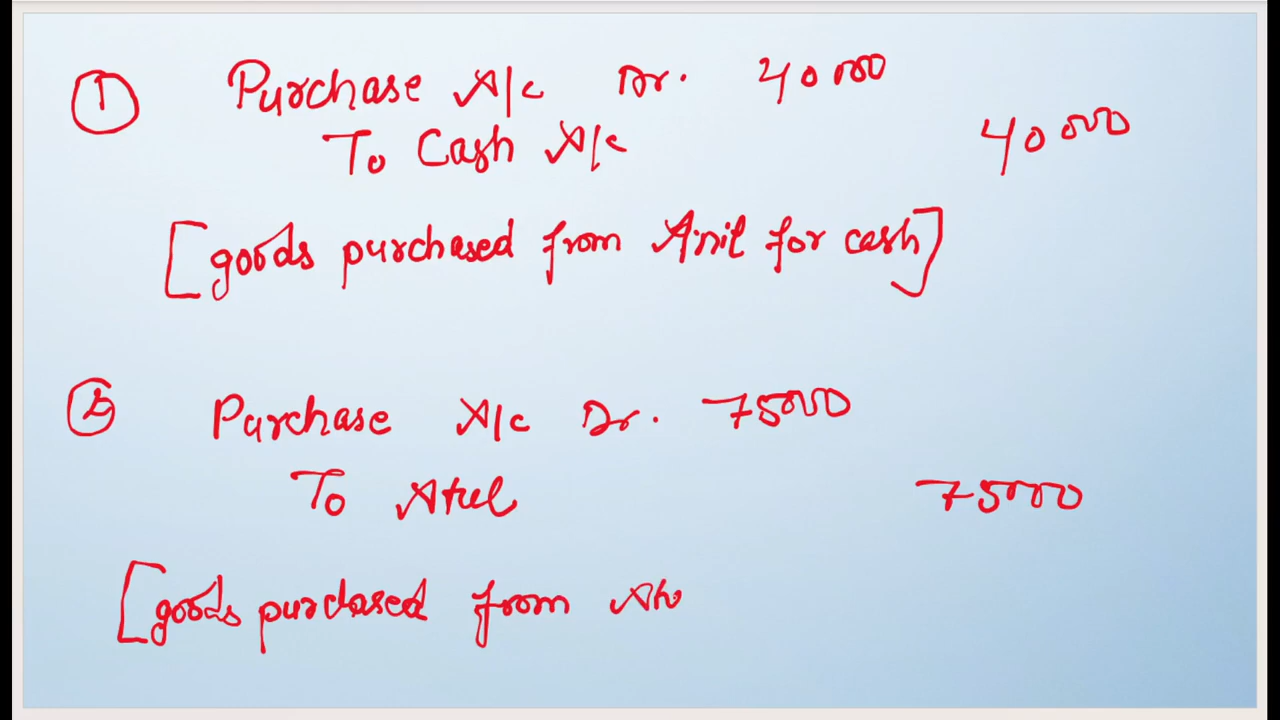 ① Purchase A/c Dr. 40000
To Cash A/c 40000
[goods purchased from Anil for cash]
② Purchase A/c Dr. 75000
To Atul 75000
[goods purchased from Atu